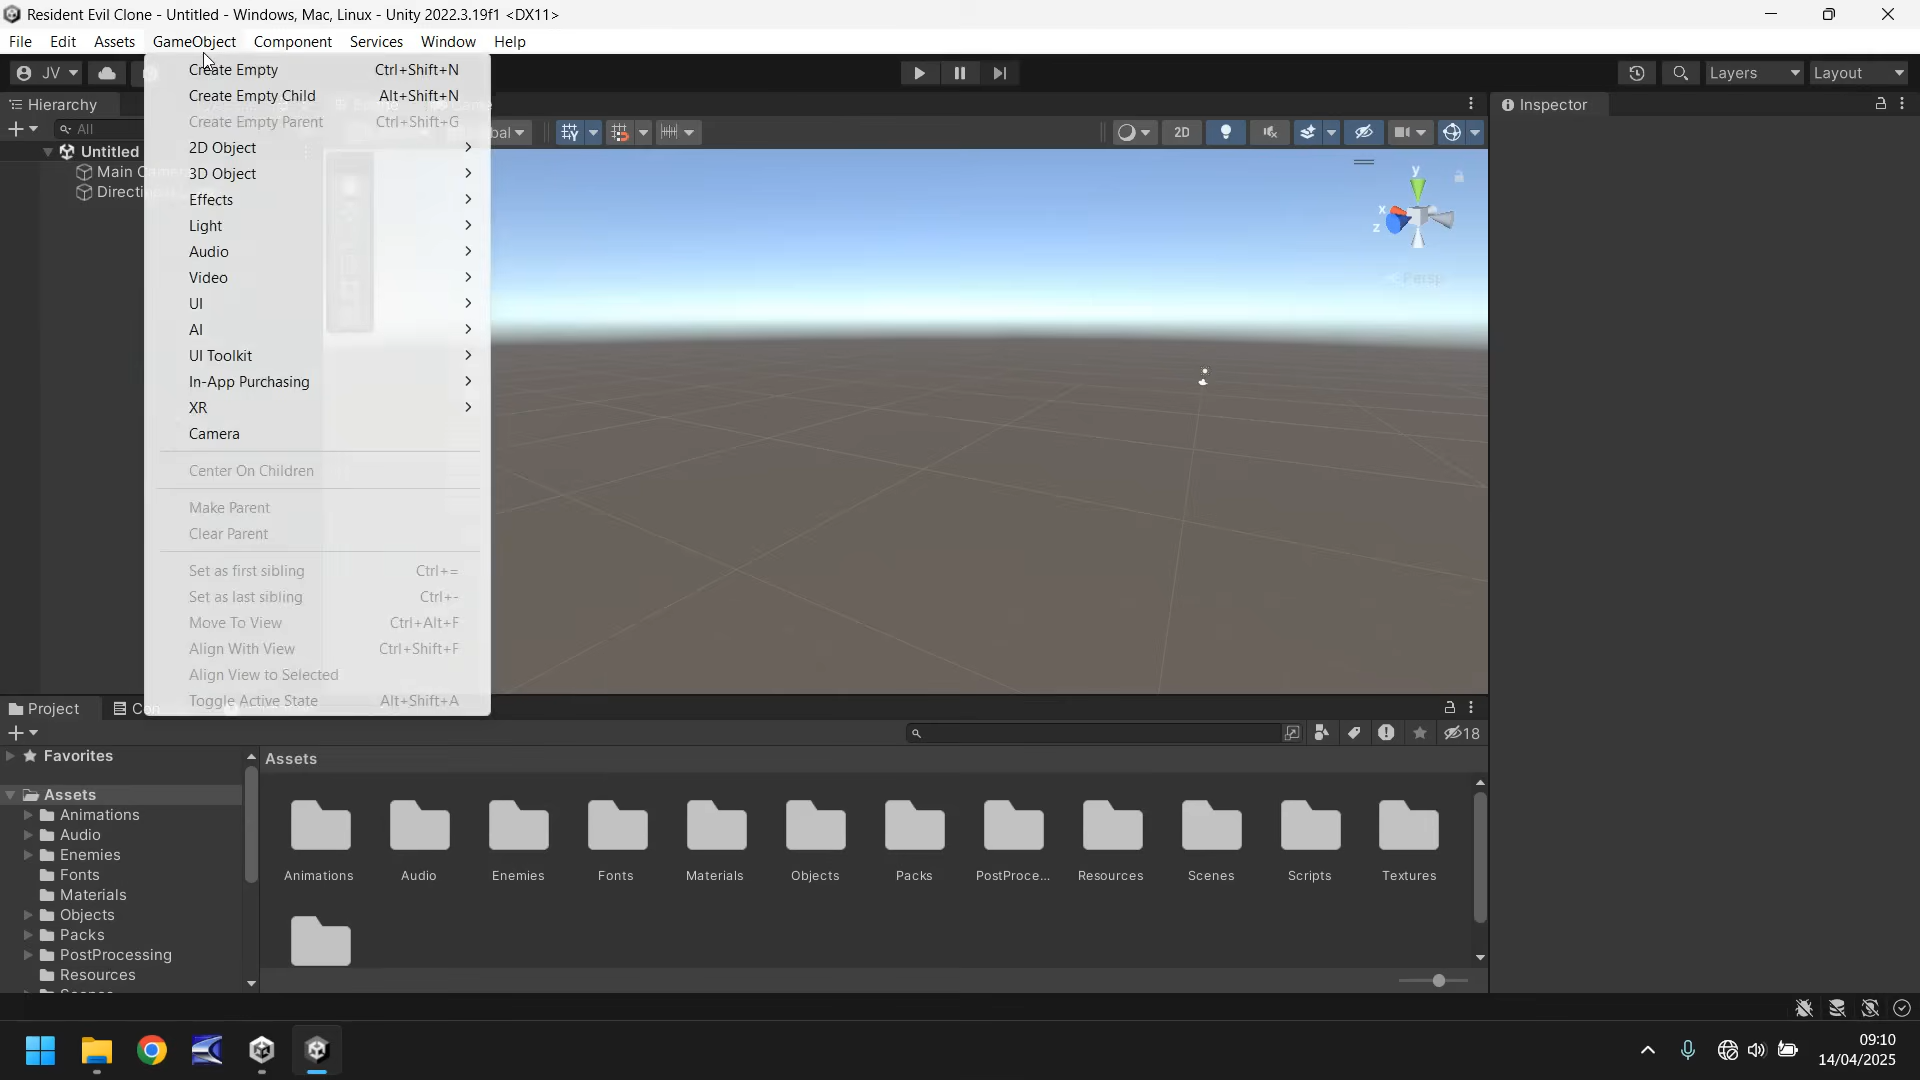 Resident Evil Clone - Untitled - Windows, Mac, Linux - Unity 2022.3.19f1 <DX11>
File Edit Assets GameObject Component Services Window Help
JV Layers Layout
Create Empty Ctrl+Shift+N
Create Empty Child Alt+Shift+N
Create Empty Parent Ctrl+Shift+G
2D Object
3D Object
Effects
Light
Audio
Video
UI
AI
UI Toolkit
In-App Purchasing
XR
Camera
Center On Children
Make Parent
Clear Parent
Set as first sibling Ctrl+=
Set as last sibling Ctrl+-
Move To View Ctrl+Alt+F
Align With View Ctrl+Shift+F
Align View to Selected
Toggle Active State Alt+Shift+A
Hierarchy
All
Untitled
Main
2D
y
x
z
Persp
Inspector
Project
Favorites
Assets
Animations
Audio
Enemies
Fonts
Materials
Objects
Packs
PostProcessing
Resources
18
Assets
Animations Audio Enemies Fonts Materials Objects Packs PostProce... Resources Scenes Scripts Textures
09:10
14/04/2025